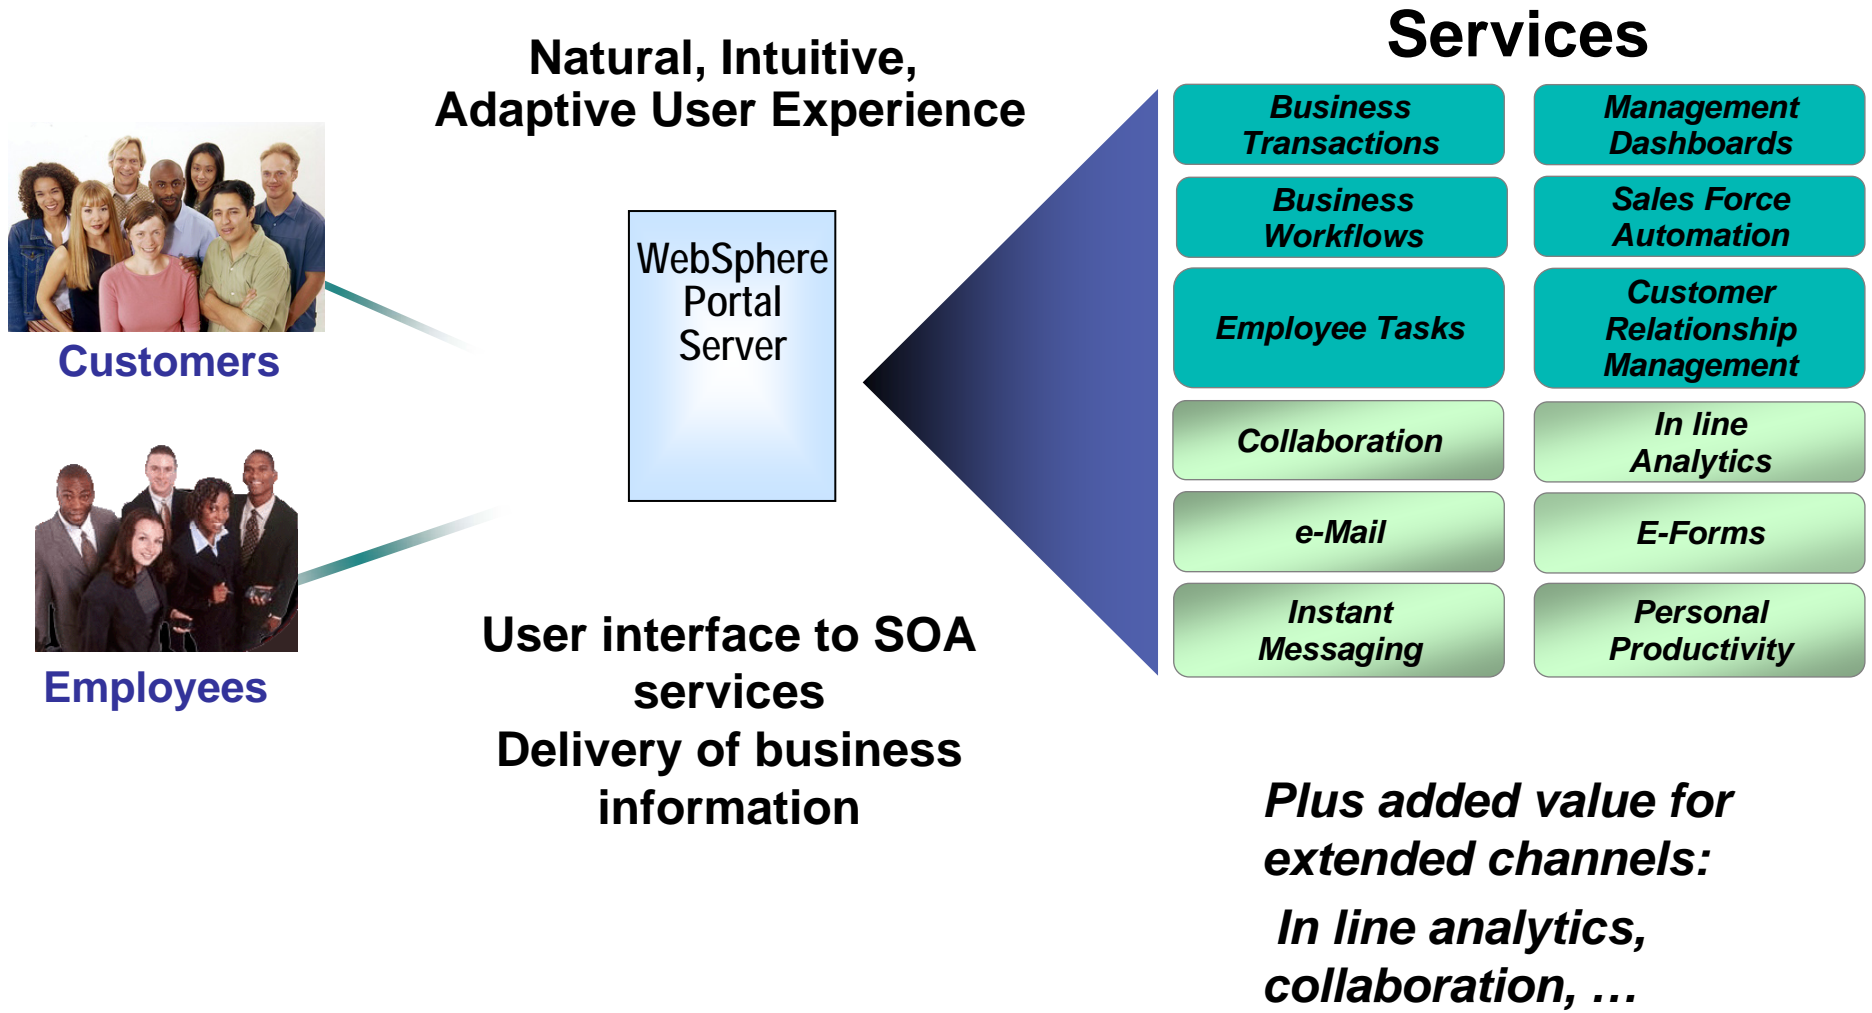 Services
Natural, Intuitive,
Adaptive User Experience
Customers
Employees
WebSphere
Portal
Server
User interface to SOA
services
Delivery of business
information
Business
Transactions
Management
Dashboards
Business
Workflows
Sales Force
Automation
Employee Tasks
Customer
Relationship
Management
Collaboration
In line
Analytics
e-Mail
E-Forms
Instant
Messaging
Personal
Productivity
Plus added value for
extended channels:
In line analytics,
collaboration, …